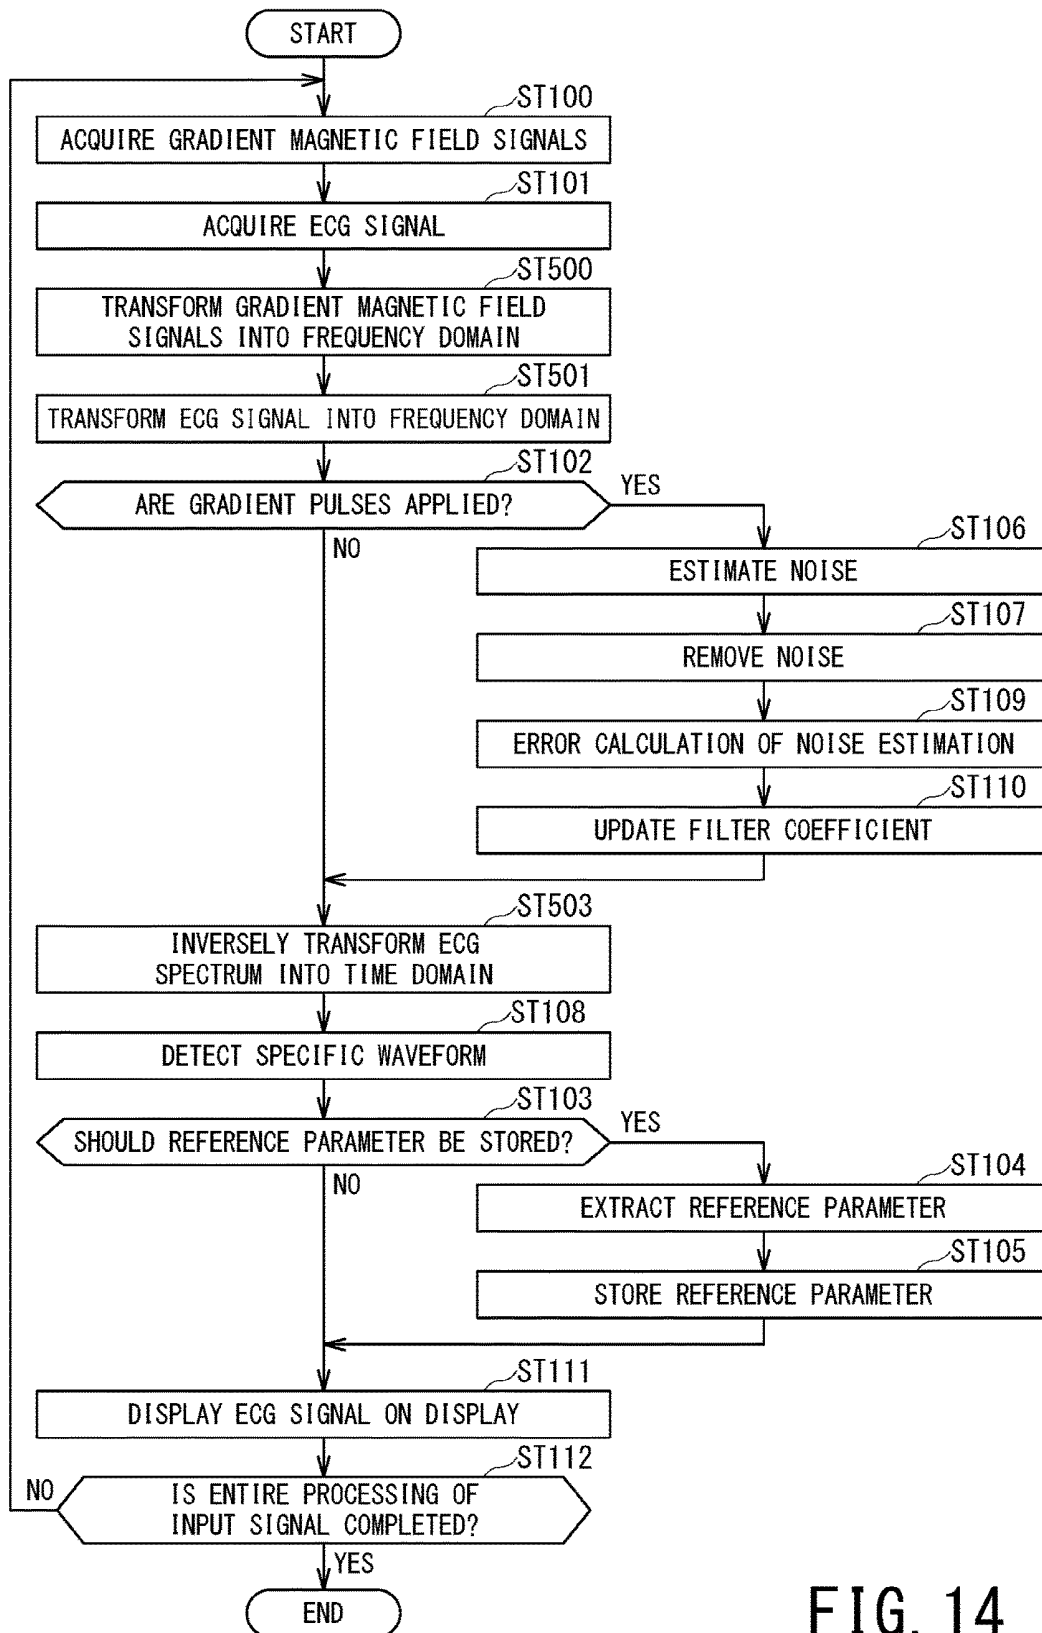 START
ST100
ACQUIRE GRADIENT MAGNETIC FIELD SIGNALS
ST101
ACQUIRE ECG SIGNAL
ST500
TRANSFORM GRADIENT MAGNETIC FIELD
SIGNALS INTO FREQUENCY DOMAIN
ST501
TRANSFORM ECG SIGNAL INTO FREQUENCY DOMAIN
ST102
ARE GRADIENT PULSES APPLIED?
YES
NO
ST106
ESTIMATE NOISE
ST107
REMOVE NOISE
ST109
ERROR CALCULATION OF NOISE ESTIMATION
ST110
UPDATE FILTER COEFFICIENT
ST503
INVERSELY TRANSFORM ECG
SPECTRUM INTO TIME DOMAIN
ST108
DETECT SPECIFIC WAVEFORM
ST103
SHOULD REFERENCE PARAMETER BE STORED?
YES
NO
ST104
EXTRACT REFERENCE PARAMETER
ST105
STORE REFERENCE PARAMETER
ST111
DISPLAY ECG SIGNAL ON DISPLAY
ST112
NO
IS ENTIRE PROCESSING OF
INPUT SIGNAL COMPLETED?
YES
END
FIG. 14